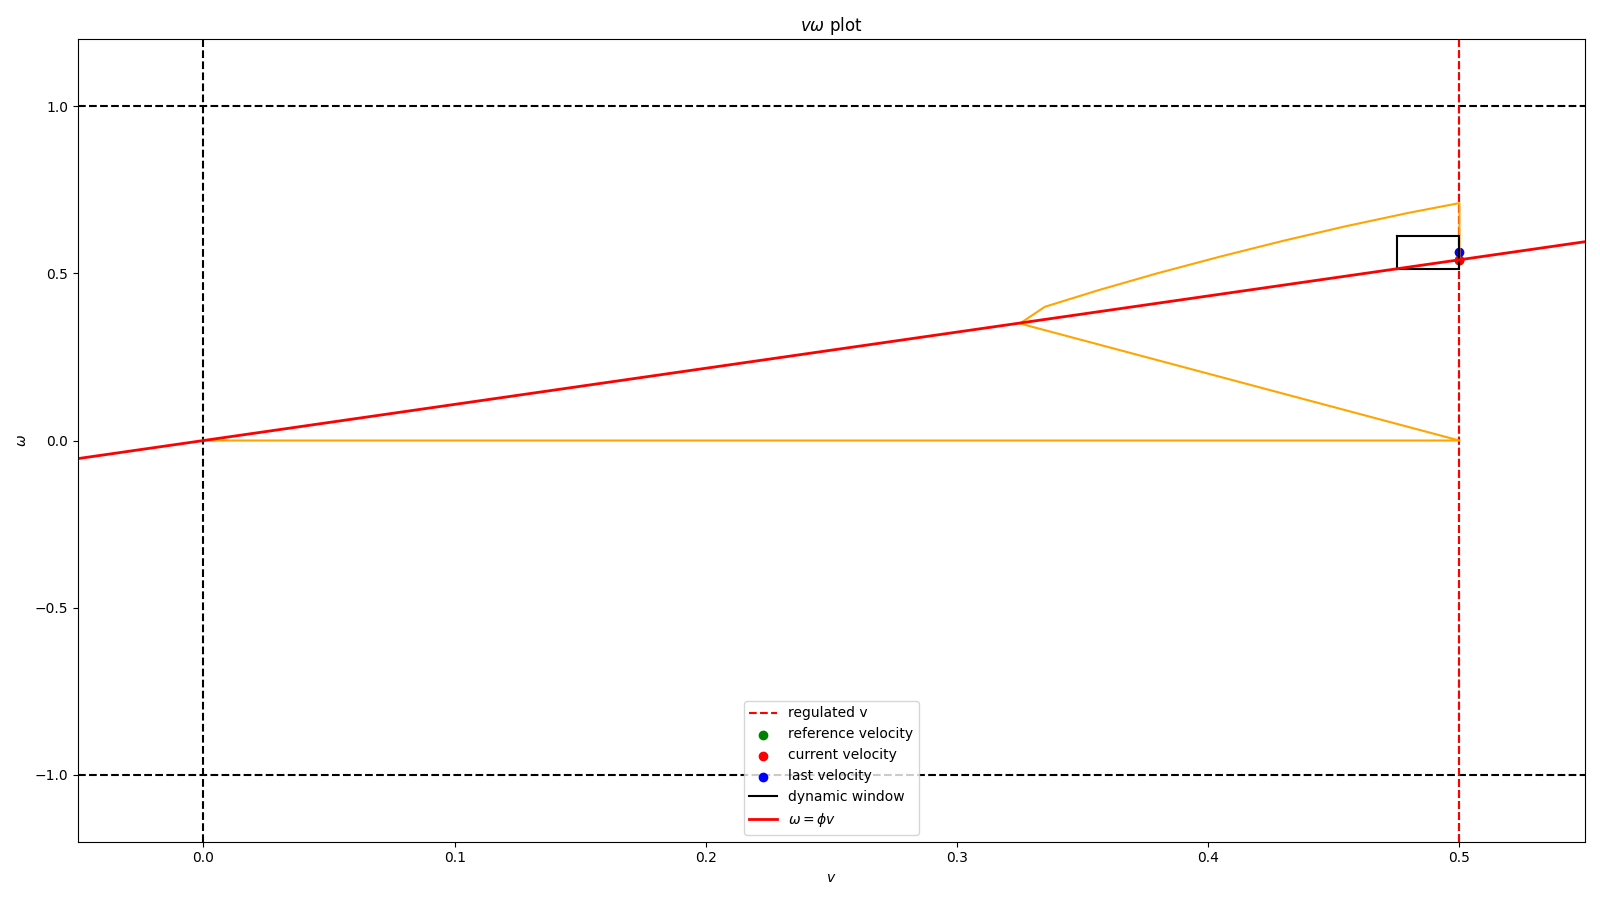 vω plot
1.0
0.5
0.0
−0.5
−1.0
ω
0.0
0.1
0.2
0.3
0.4
0.5
v
regulated v
reference velocity
current velocity
last velocity
dynamic window
ω = ϕv